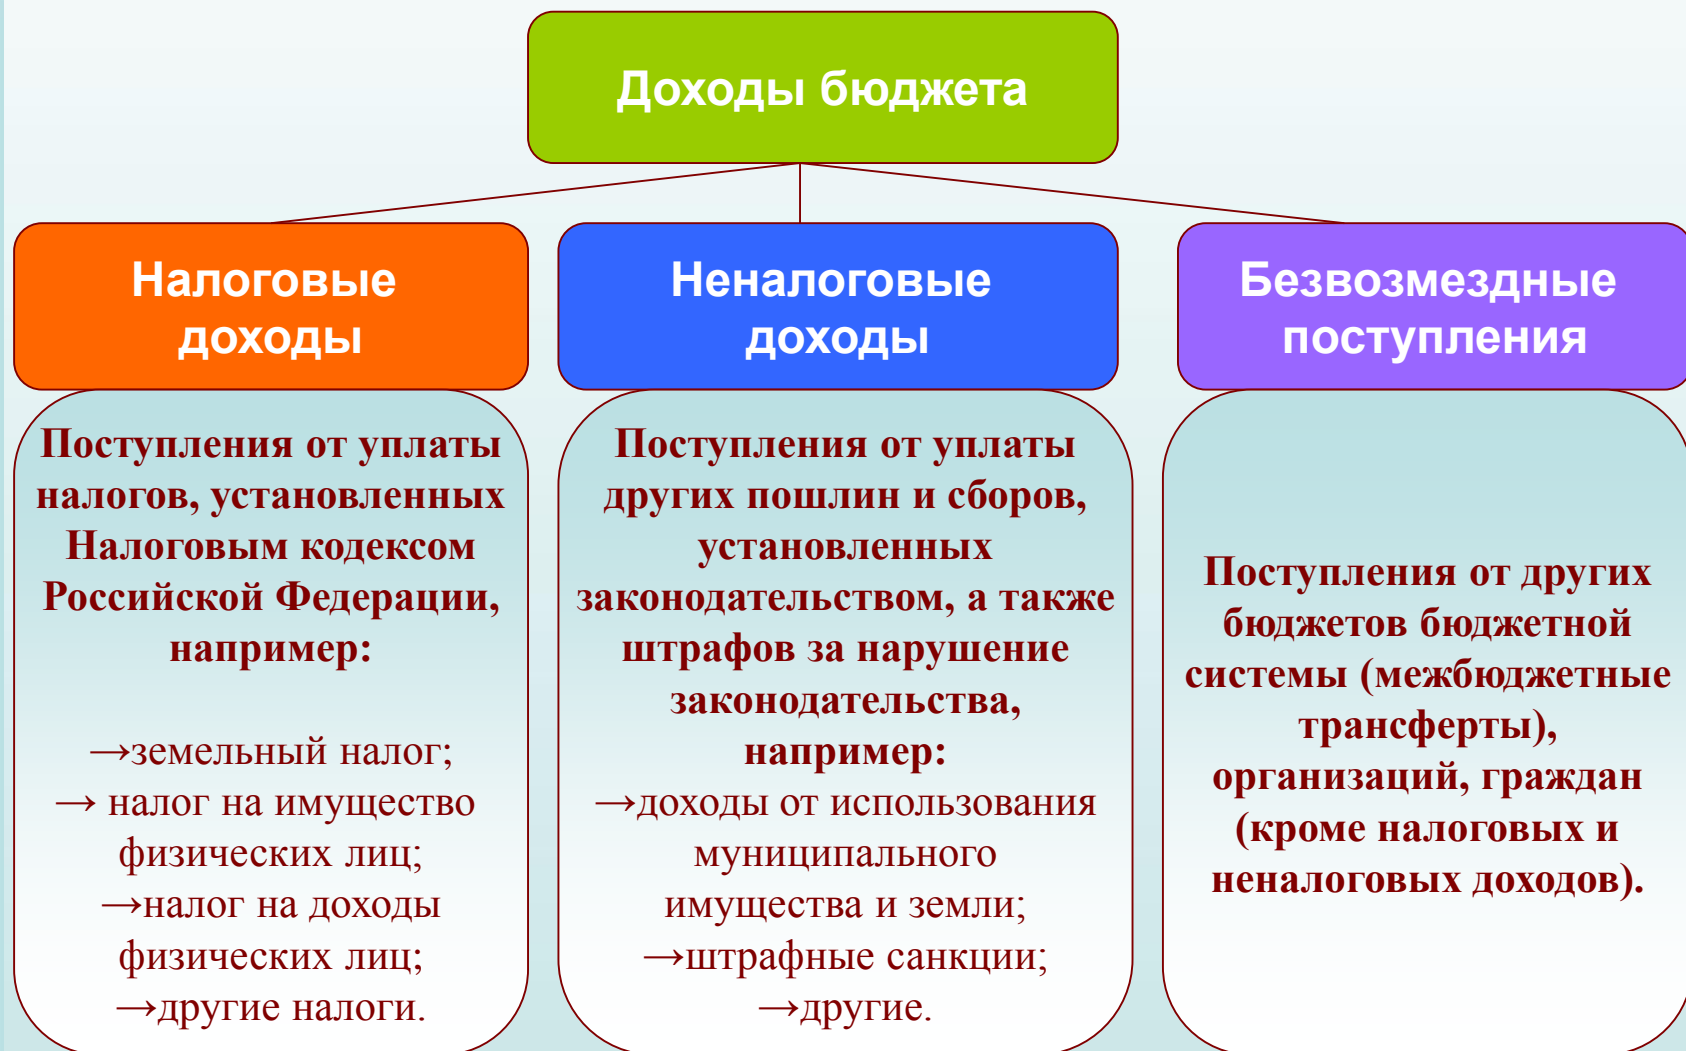 Доходы бюджета
Налоговые
доходы
Поступления от уплаты
налогов, установленных
Налоговым кодексом
Российской Федерации,
например:
→земельный налог;
→ налог на имущество
физических лиц;
→налог на доходы
физических лиц;
→другие налоги.
Неналоговые
доходы
Поступления от уплаты
других пошлин и сборов,
установленных
законодательством, а также
штрафов за нарушение
законодательства,
например:
→доходы от использования
муниципального
имущества и земли;
→штрафные санкции;
→другие.
Безвозмездные
поступления
Поступления от других
бюджетов бюджетной
системы (межбюджетные
трансферты),
организаций, граждан
(кроме налоговых и
неналоговых доходов).